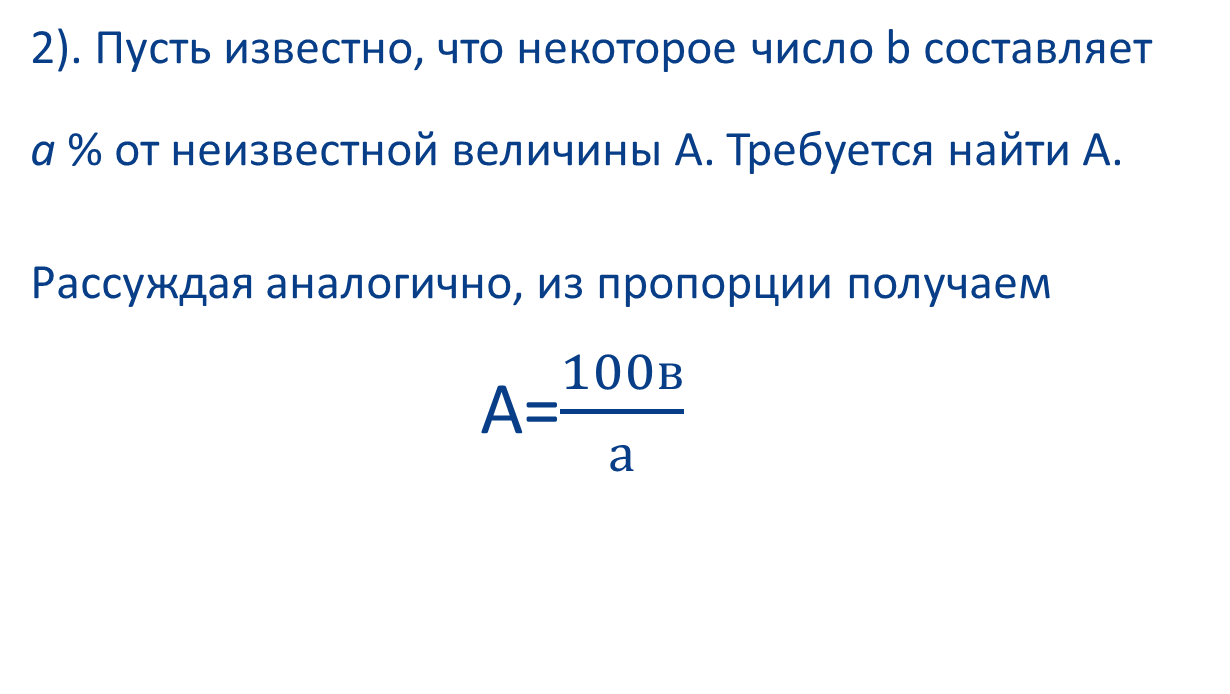 2). Пусть известно, что некоторое число b составляет
a % от неизвестной величины А. Требуется найти А.
Рассуждая аналогично, из пропорции получаем
А=100в/а